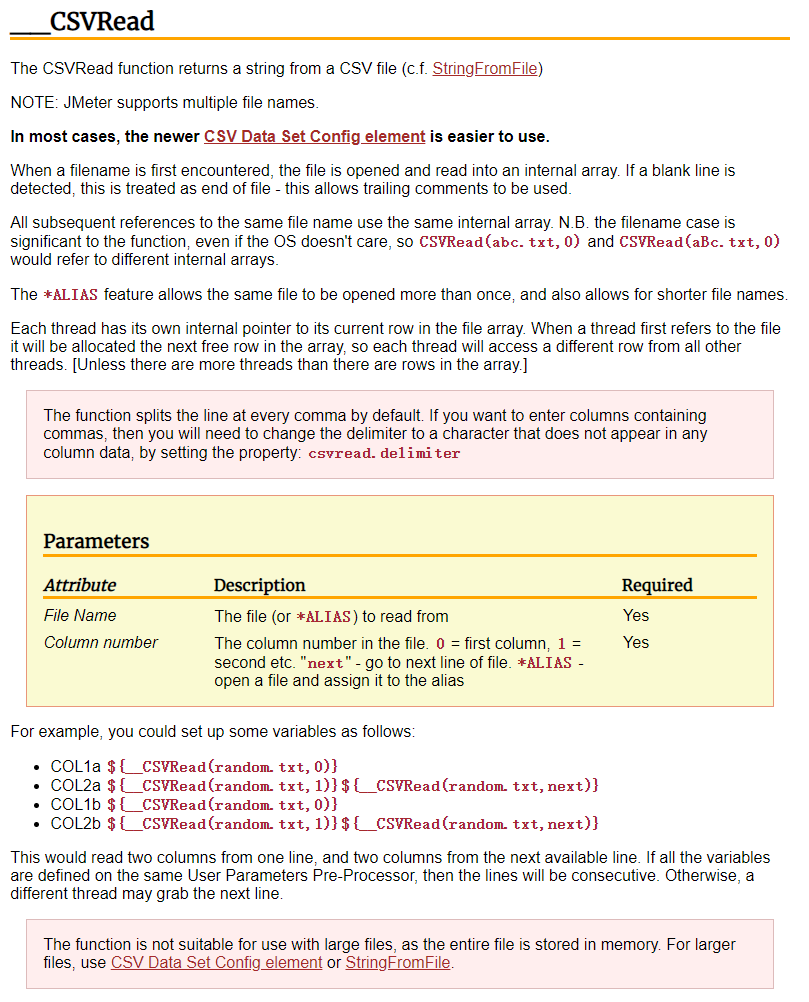 __CSVRead
The CSVRead function returns a string from a CSV file (c.f. StringFromFile)
NOTE: JMeter supports multiple file names.
In most cases, the newer CSV Data Set Config element is easier to use.
When a filename is first encountered, the file is opened and read into an internal array. If a blank line is
detected, this is treated as end of file - this allows trailing comments to be used.
All subsequent references to the same file name use the same internal array. N.B. the filename case is
significant to the function, even if the OS doesn't care, so CSVRead(abc.txt,0) and CSVRead(aBc.txt,0)
would refer to different internal arrays.
The *ALIAS feature allows the same file to be opened more than once, and also allows for shorter file names.
Each thread has its own internal pointer to its current row in the file array. When a thread first refers to the file
it will be allocated the next free row in the array, so each thread will access a different row from all other
threads. [Unless there are more threads than there are rows in the array.]
The function splits the line at every comma by default. If you want to enter columns containing
commas, then you will need to change the delimiter to a character that does not appear in any
column data, by setting the property: csvread.delimiter
Parameters
Attribute Description Required
File Name The file (or *ALIAS) to read from Yes
Column number The column number in the file. 0 = first column, 1 = Yes
second etc. "next" - go to next line of file. *ALIAS -
open a file and assign it to the alias
For example, you could set up some variables as follows:
• COL1a ${__CSVRead(random.txt,0)}
• COL2a ${__CSVRead(random.txt,1)}${__CSVRead(random.txt,next)}
• COL1b ${__CSVRead(random.txt,0)}
• COL2b ${__CSVRead(random.txt,1)}${__CSVRead(random.txt,next)}
This would read two columns from one line, and two columns from the next available line. If all the variables
are defined on the same User Parameters Pre-Processor, then the lines will be consecutive. Otherwise, a
different thread may grab the next line.
The function is not suitable for use with large files, as the entire file is stored in memory. For larger
files, use CSV Data Set Config element or StringFromFile.